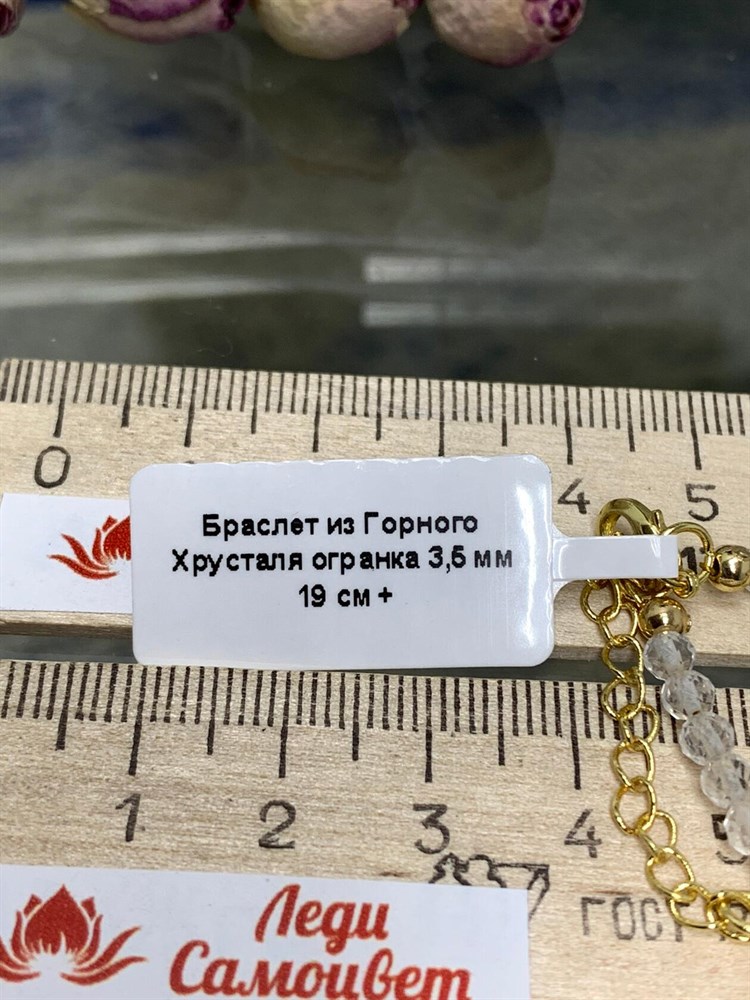 0 4 5
Браслет из Горного
Хрусталя огранка 3,5 мм
19 см +
1 2 3 4 5
ГОСТ
Леди
Самоцвет